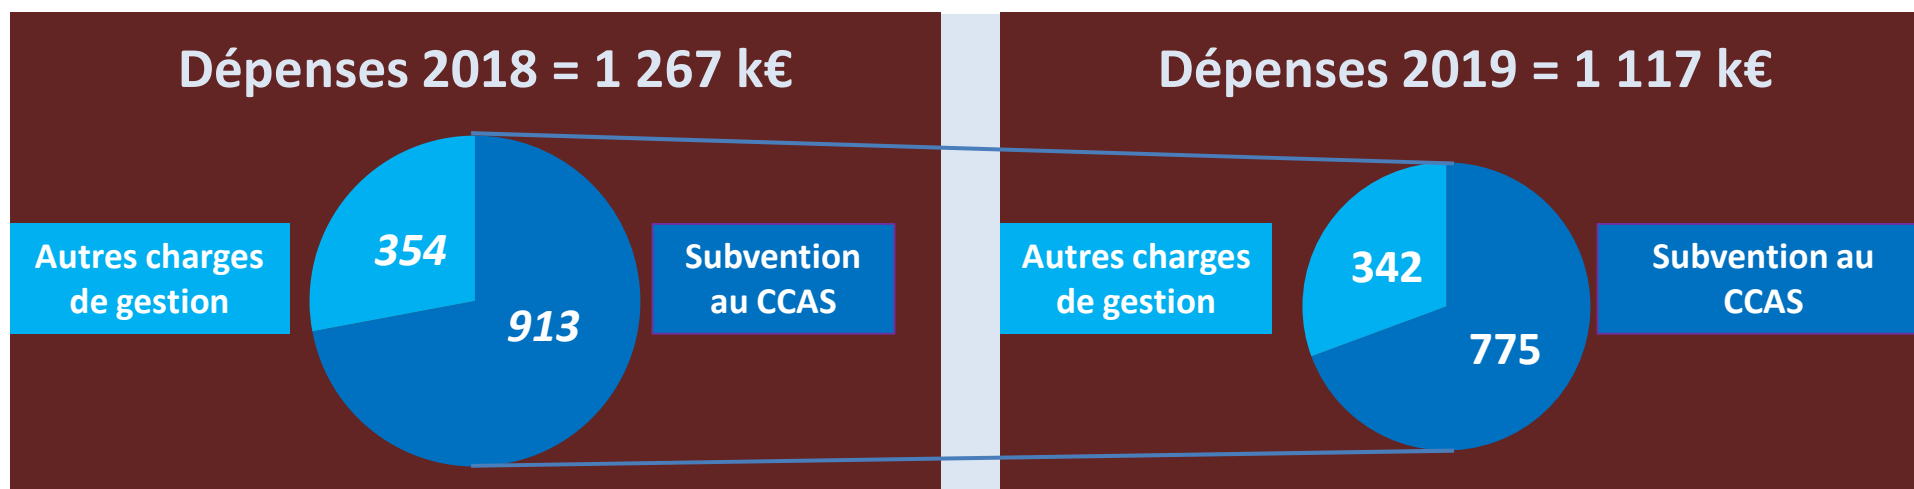 Dépenses 2018 = 1 267 k€
Autres charges
de gestion
354
913
Subvention
au CCAS
Dépenses 2019 = 1 117 k€
Autres charges
de gestion
342
775
Subvention au
CCAS